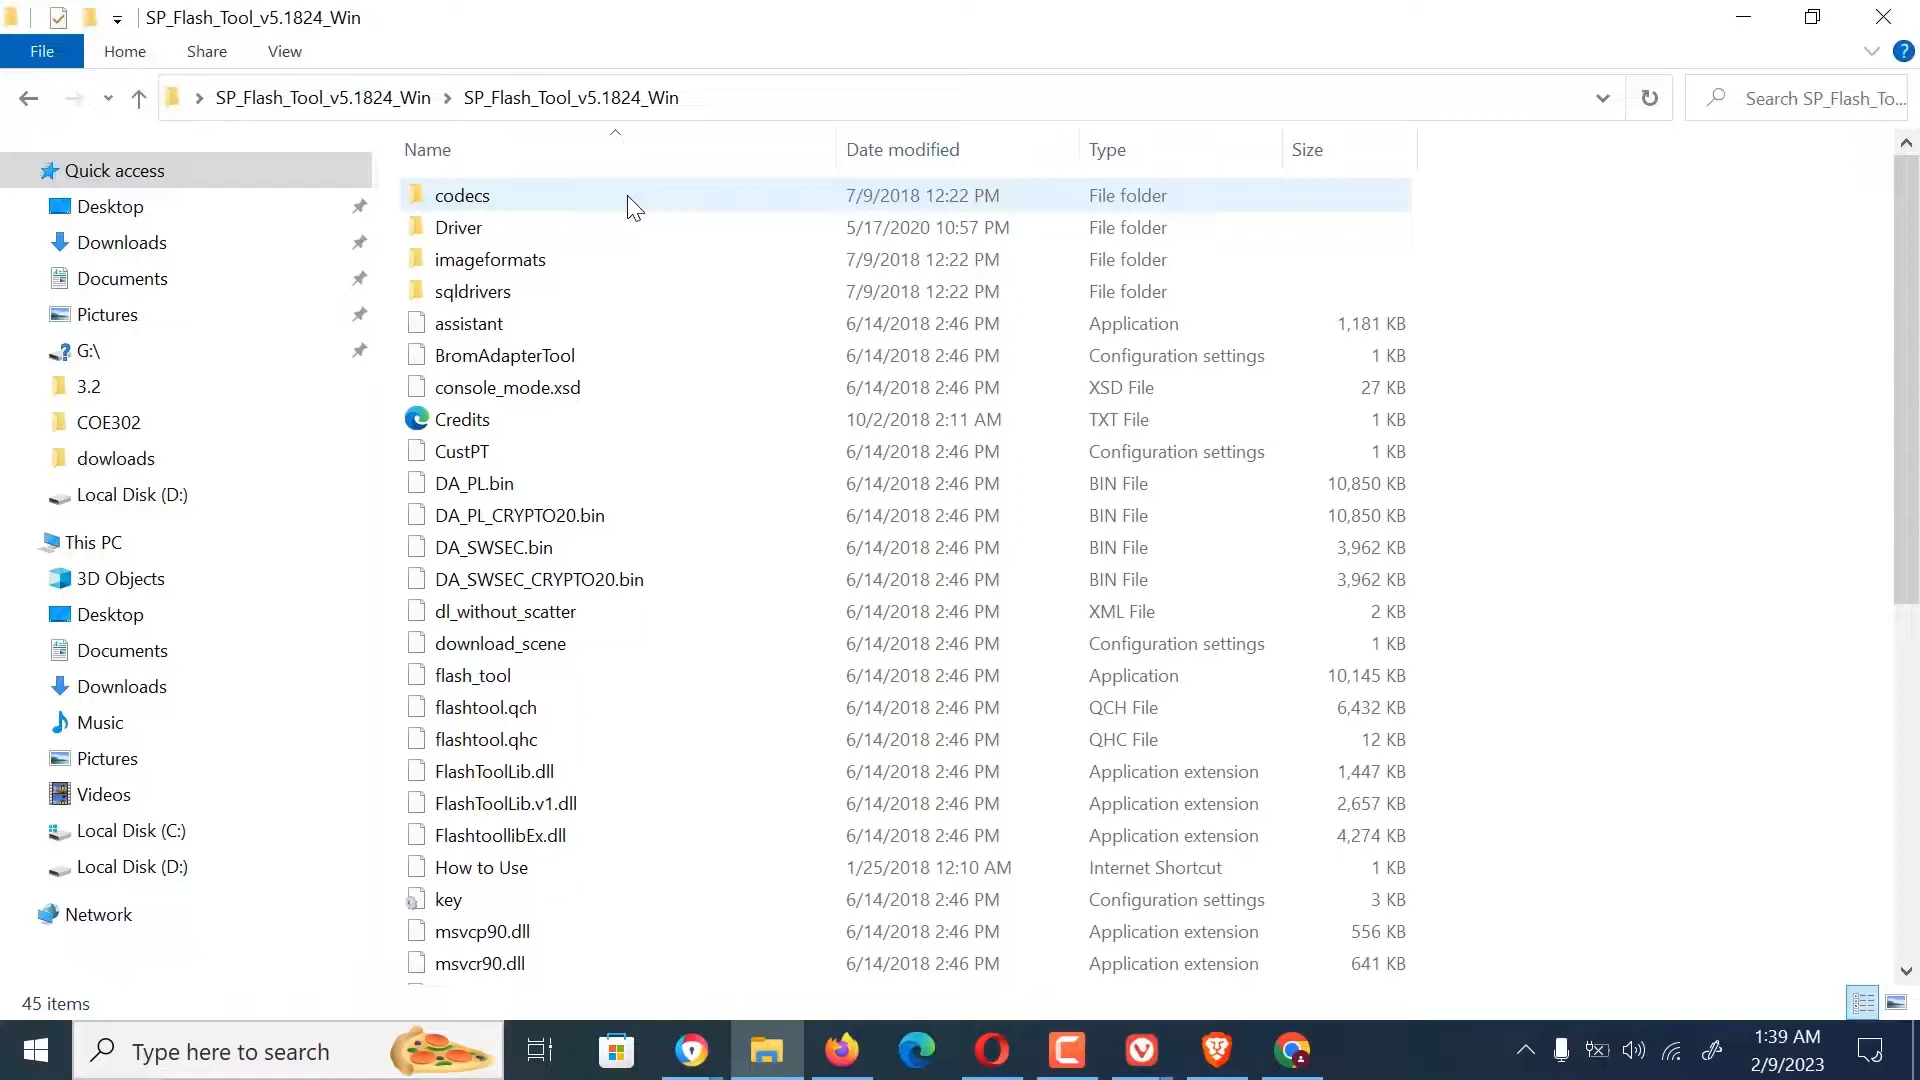 SP_Flash_Tool_v5.1824_Win
File Home Share View
SP_Flash_Tool_v5.1824_Win SP_Flash_Tool_v5.1824_Win Search SP_Flash_To...
Name Date modified Type Size
Quick access
Desktop
Downloads
Documents
Pictures
G:\
3.2
COE302
dowloads
Local Disk (D:)
This PC
3D Objects
Desktop
Documents
Downloads
Music
Pictures
Videos
Local Disk (C:)
Local Disk (D:)
Network
codecs 7/9/2018 12:22 PM File folder
Driver 5/17/2020 10:57 PM File folder
imageformats 7/9/2018 12:22 PM File folder
sqldrivers 7/9/2018 12:22 PM File folder
assistant 6/14/2018 2:46 PM Application 1,181 KB
BromAdapterTool 6/14/2018 2:46 PM Configuration settings 1 KB
console_mode.xsd 6/14/2018 2:46 PM XSD File 27 KB
Credits 10/2/2018 2:11 AM TXT File 1 KB
CustPT 6/14/2018 2:46 PM Configuration settings 1 KB
DA_PL.bin 6/14/2018 2:46 PM BIN File 10,850 KB
DA_PL_CRYPTO20.bin 6/14/2018 2:46 PM BIN File 10,850 KB
DA_SWSEC.bin 6/14/2018 2:46 PM BIN File 3,962 KB
DA_SWSEC_CRYPTO20.bin 6/14/2018 2:46 PM BIN File 3,962 KB
dl_without_scatter 6/14/2018 2:46 PM XML File 2 KB
download_scene 6/14/2018 2:46 PM Configuration settings 1 KB
flash_tool 6/14/2018 2:46 PM Application 10,145 KB
flashtool.qch 6/14/2018 2:46 PM QCH File 6,432 KB
flashtool.qhc 6/14/2018 2:46 PM QHC File 12 KB
FlashToolLib.dll 6/14/2018 2:46 PM Application extension 1,447 KB
FlashToolLib.v1.dll 6/14/2018 2:46 PM Application extension 2,657 KB
FlashtoollibEx.dll 6/14/2018 2:46 PM Application extension 4,274 KB
How to Use 1/25/2018 12:10 AM Internet Shortcut 1 KB
key 6/14/2018 2:46 PM Configuration settings 3 KB
msvcp90.dll 6/14/2018 2:46 PM Application extension 556 KB
msvcr90.dll 6/14/2018 2:46 PM Application extension 641 KB
45 items
Type here to search
1:39 AM
2/9/2023